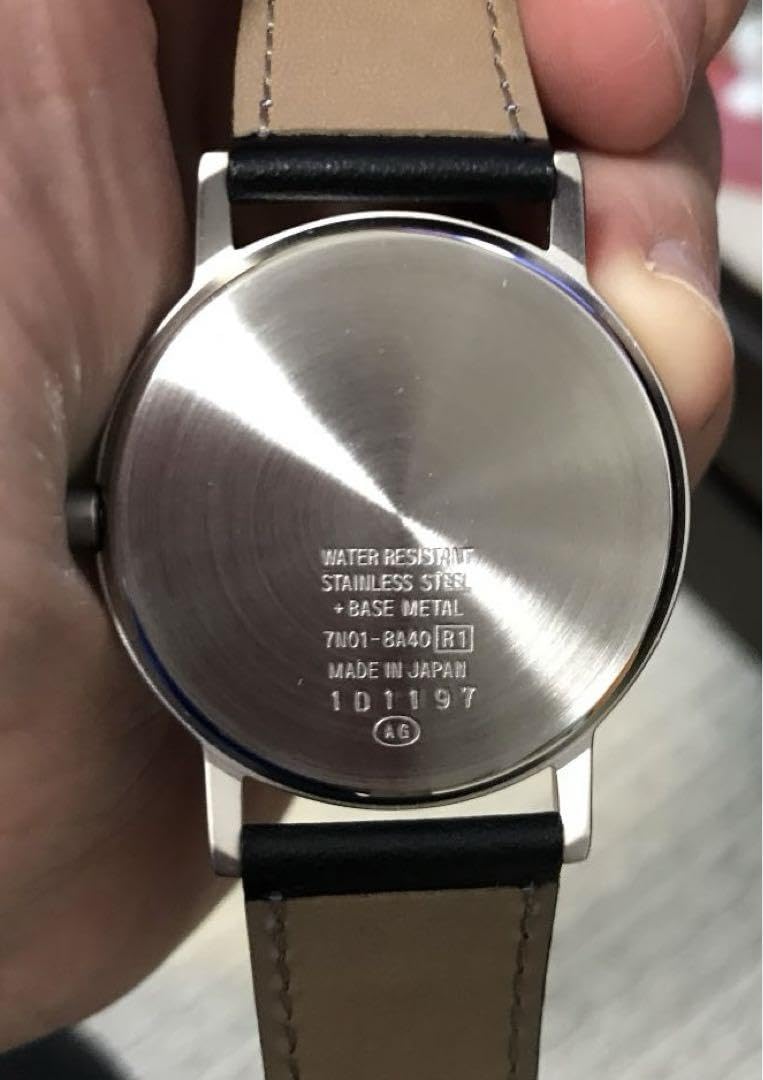 WATER RESISTANT
STAINLESS STEEL
+ BASE METAL
7N01-8A40 R1
MADE IN JAPAN
1D1197
AG